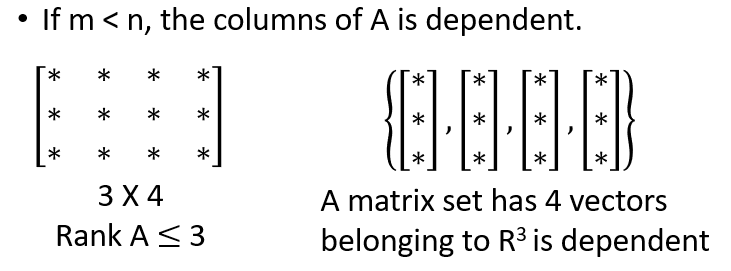 • If m < n, the columns of A is dependent.
[* * * *
* * * *
* * * *]
{[* * *], [* * *], [* * *], [* * *]}
3 X 4
Rank A ≤ 3
A matrix set has 4 vectors
belonging to R³ is dependent